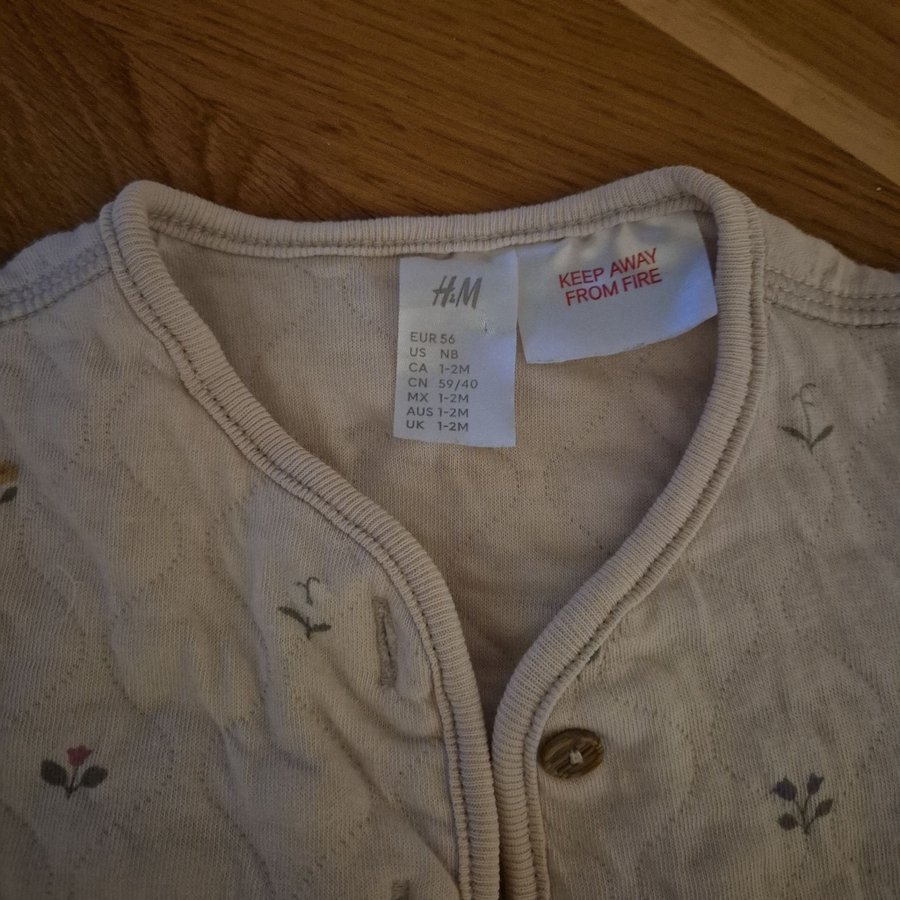 H&M
EUR 56
US NB
CA 1-2M
CN 59/40
MX 1-2M
AUS 1-2M
UK 1-2M
KEEP AWAY
FROM FIRE